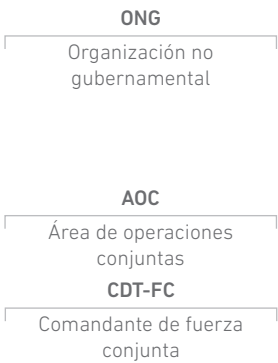 ONG
Organización no
gubernamental
AOC
Área de operaciones
conjuntas
CDT-FC
Comandante de fuerza
conjunta